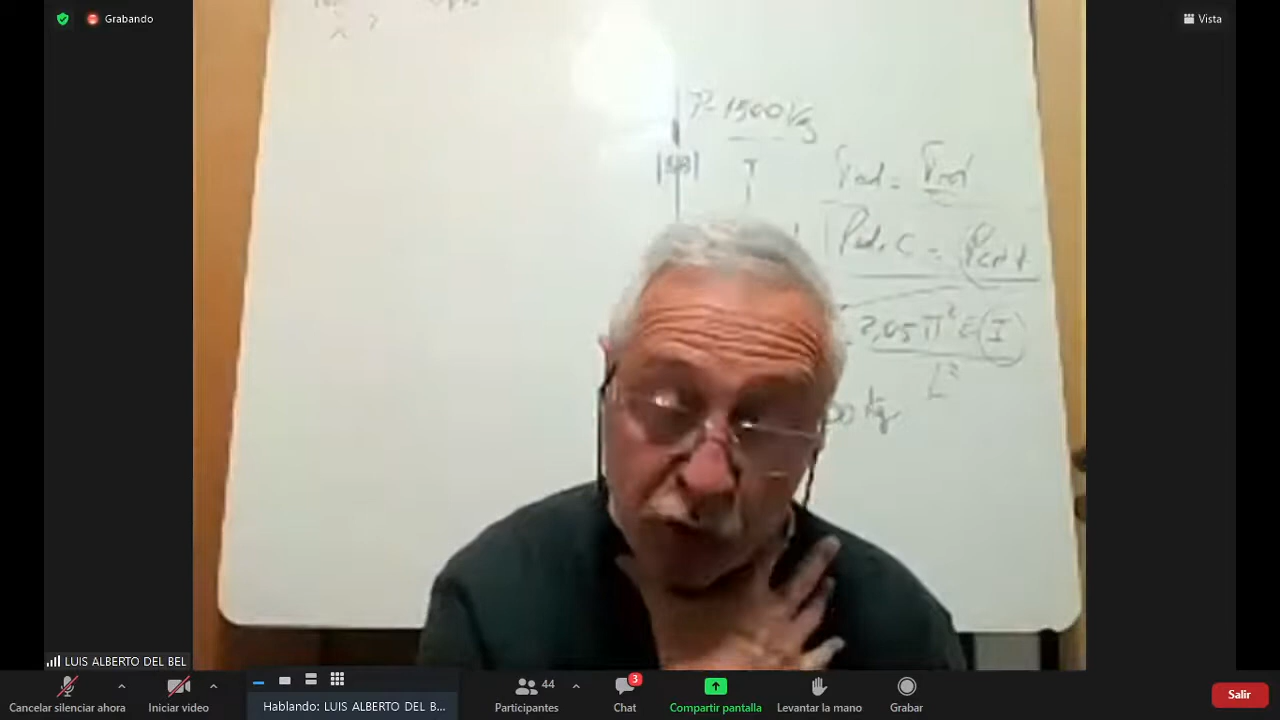 Grabando
Vista
P= 1500 Kg
Pad = Pcrit
Pad. C = Pcrit
2,05 π² E I
L²
Kg
LUIS ALBERTO DEL BEL
Cancelar silenciar ahora
Iniciar video
Hablando: LUIS ALBERTO DEL B...
44
Participantes
3
Chat
Compartir pantalla
Levantar la mano
Grabar
Salir